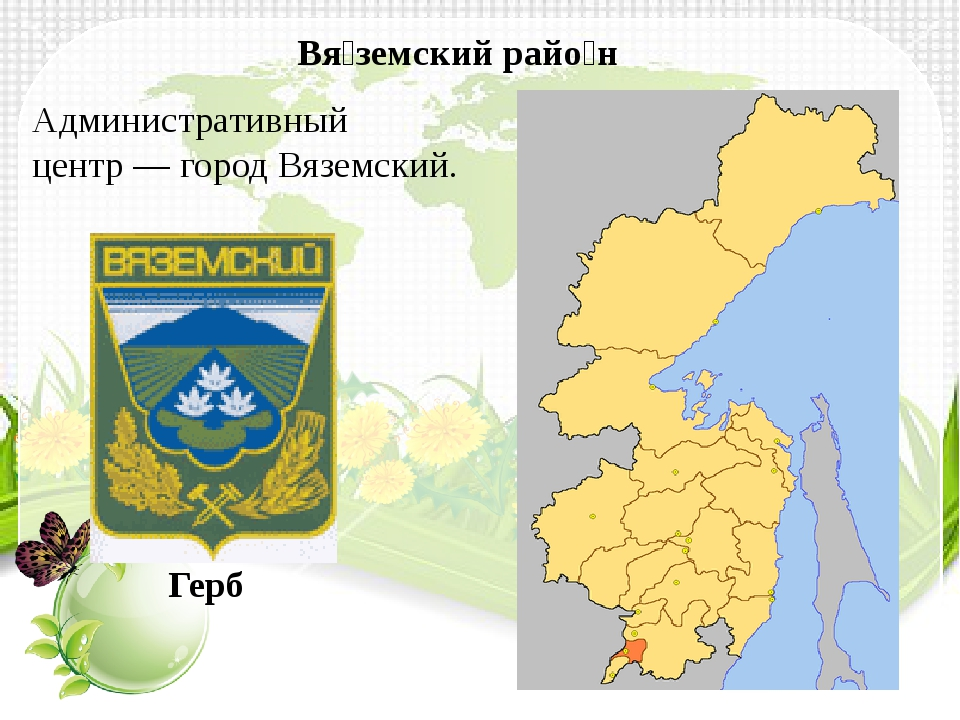 Вя́земский райо́н
Административный
центр — город Вяземский.
ВЯЗЕМСКИЙ
Герб